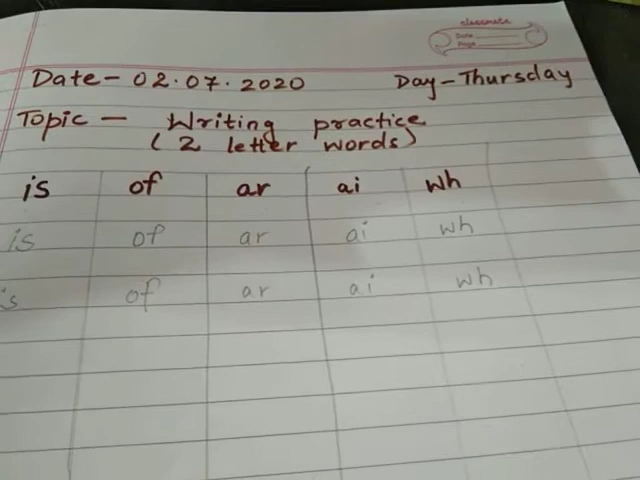 classmate
Date
Page
Date - 02.07.2020 Day - Thursday
Topic - Writing practice
(2 letter words)
is of ar ai wh
is of ar ai wh
is of ar ai wh